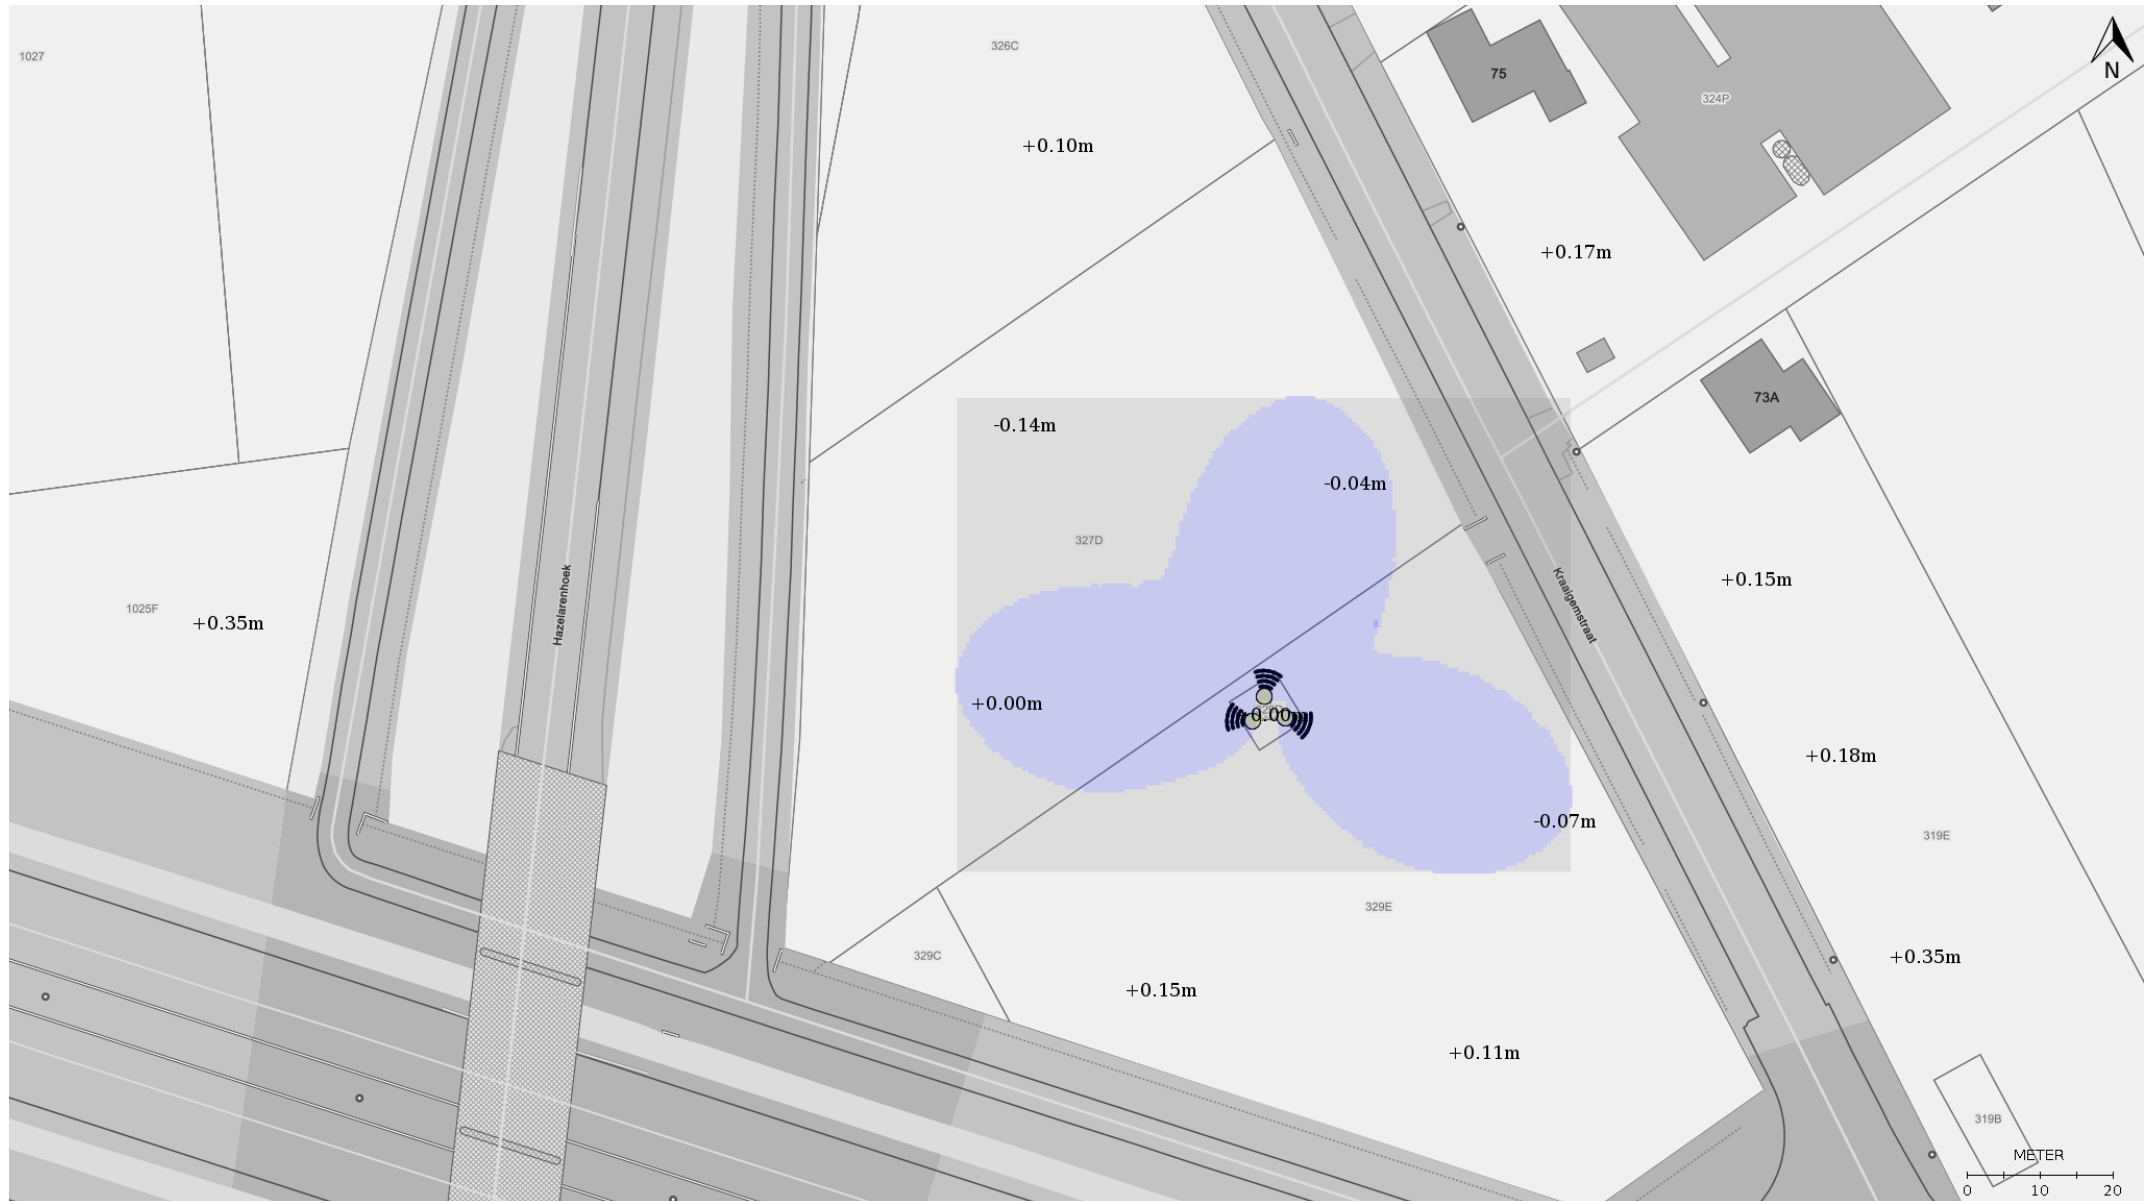 1027
326C
75
N
324P
+0.10m
+0.17m
73A
-0.14m
-0.04m
327D
+0.15m
Hazelarenhoek
Kraaigemstraat
1025F
+0.35m
+0.00m
0.00m
+0.18m
-0.07m
319E
329E
329C
+0.35m
+0.15m
+0.11m
319B
METER
0 10 20